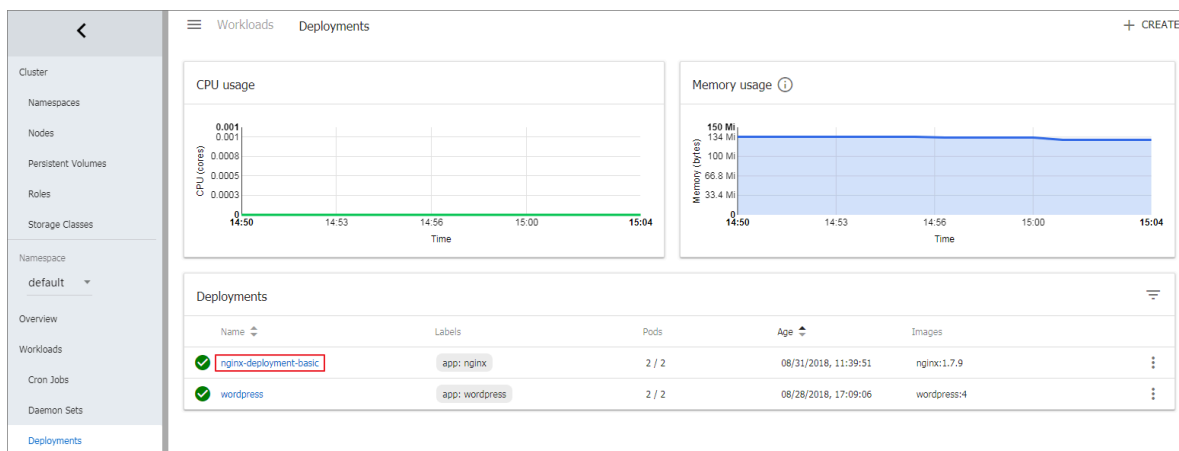 Workloads Deployments
+ CREATE
Cluster
Namespaces
Nodes
Persistent Volumes
Roles
Storage Classes
Namespace
default
Overview
Workloads
Cron Jobs
Daemon Sets
Deployments
CPU usage
CPU (cores)
0.001
0.001
0.0008
0.0005
0.0003
0
14:50 14:53 14:56 15:00 15:04
Time
Memory usage
Memory (bytes)
150 Mi
134 Mi
100 Mi
66.8 Mi
33.4 Mi
0
14:50 14:53 14:56 15:00 15:04
Time
Deployments
Name Labels Pods Age Images
nginx-deployment-basic app: nginx 2 / 2 08/31/2018, 11:39:51 nginx:1.7.9
wordpress app: wordpress 2 / 2 08/28/2018, 17:09:06 wordpress:4